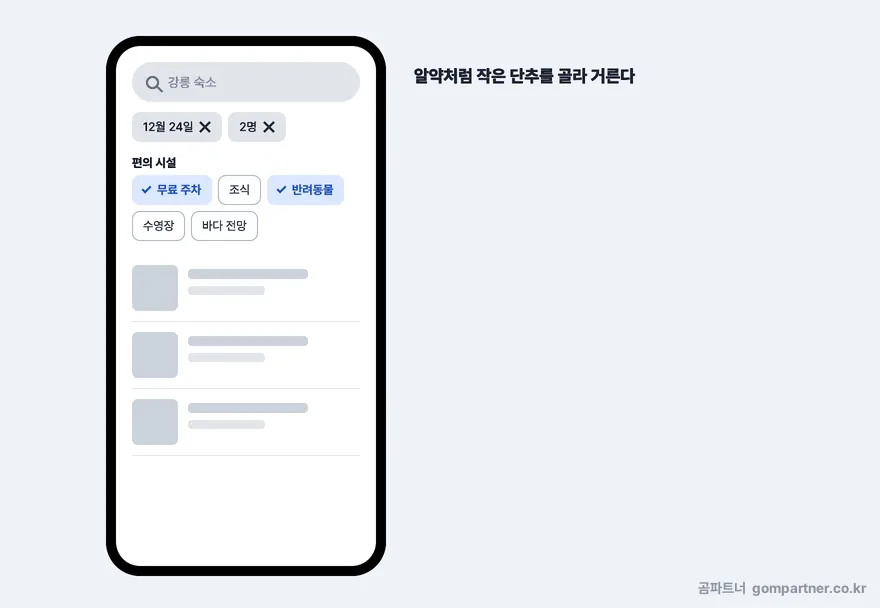 강릉 숙소
알약처럼 작은 단추를 골라 거른다
12월 24일
2명
편의 시설
무료 주차
조식
반려동물
수영장
바다 전망
곰파트너 gompartner.co.kr